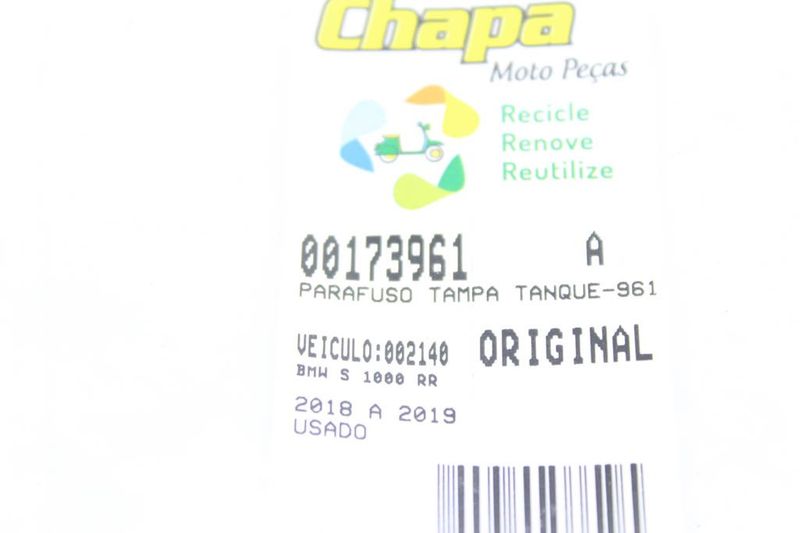 Chapa
Moto Peças
Recicle
Renove
Reutilize
00173961 A
PARAFUSO TAMPA TANQUE-961
VEICULO:002140 ORIGINAL
BMW S 1000 RR
2018 A 2019
USADO